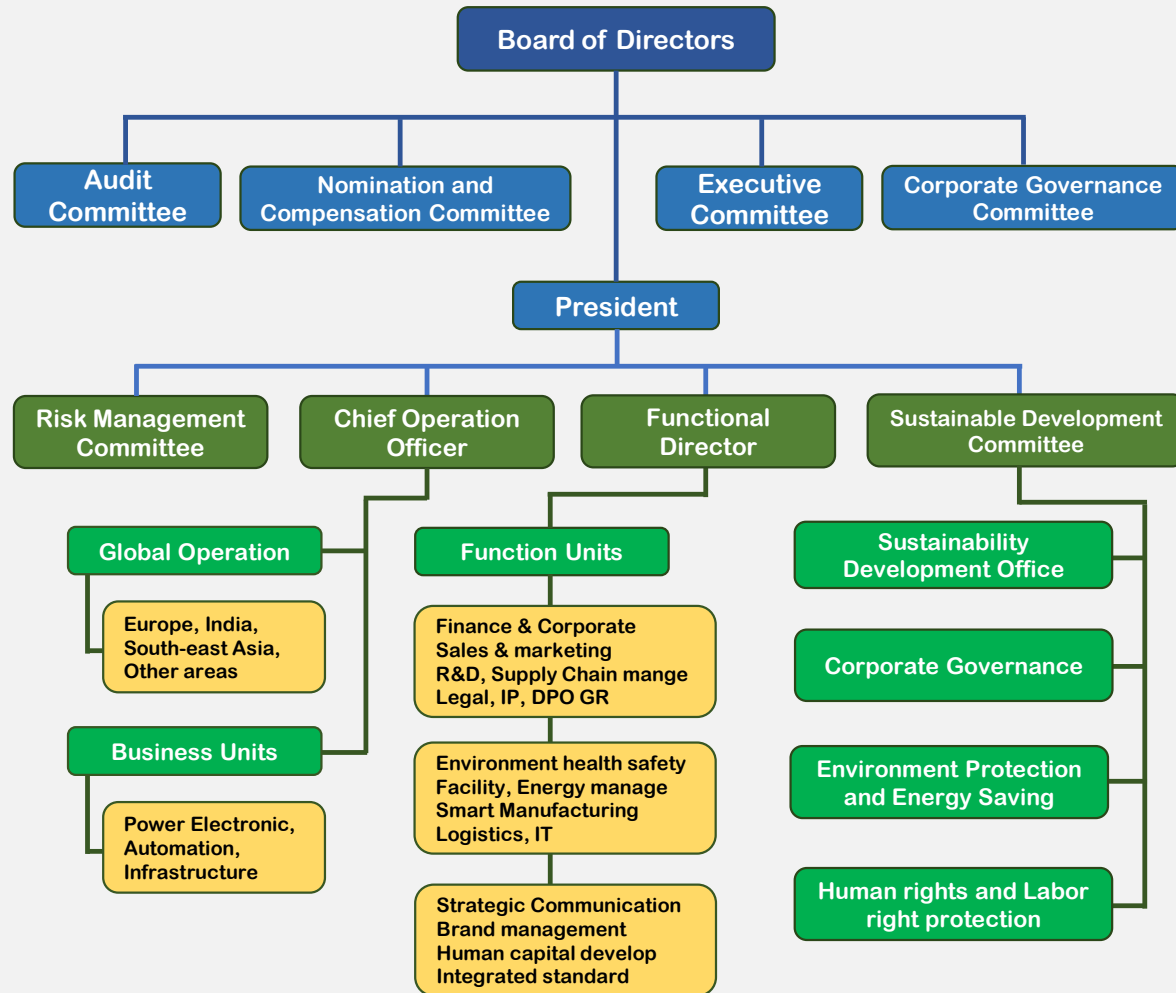 Board of Directors
Audit
Committee
Nomination and
Compensation Committee
Executive
Committee
Corporate Governance
Committee
President
Risk Management
Committee
Chief Operation
Officer
Functional
Director
Sustainable Development
Committee
Global Operation
Europe, India,
South-east Asia,
Other areas
Business Units
Power Electronic,
Automation,
Infrastructure
Function Units
Finance & Corporate
Sales & marketing
R&D, Supply Chain mange
Legal, IP, DPO GR
Environment health safety
Facility, Energy manage
Smart Manufacturing
Logistics, IT
Strategic Communication
Brand management
Human capital develop
Integrated standard
Sustainability
Development Office
Corporate Governance
Environment Protection
and Energy Saving
Human rights and Labor
right protection